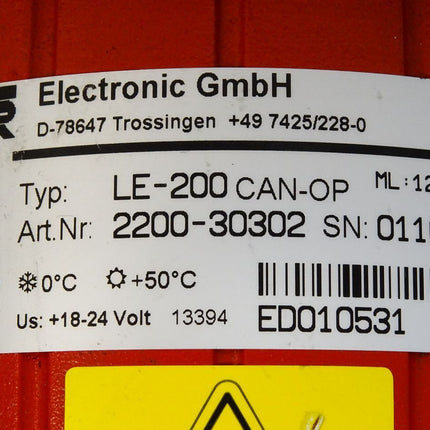 R Electronic GmbH
D-78647 Trossingen +49 7425/228-0
Typ: LE-200 CAN-OP ML:12
Art.Nr: 2200-30302 SN: 011
0°C +50°C
Us: +18-24 Volt 13394 ED010531